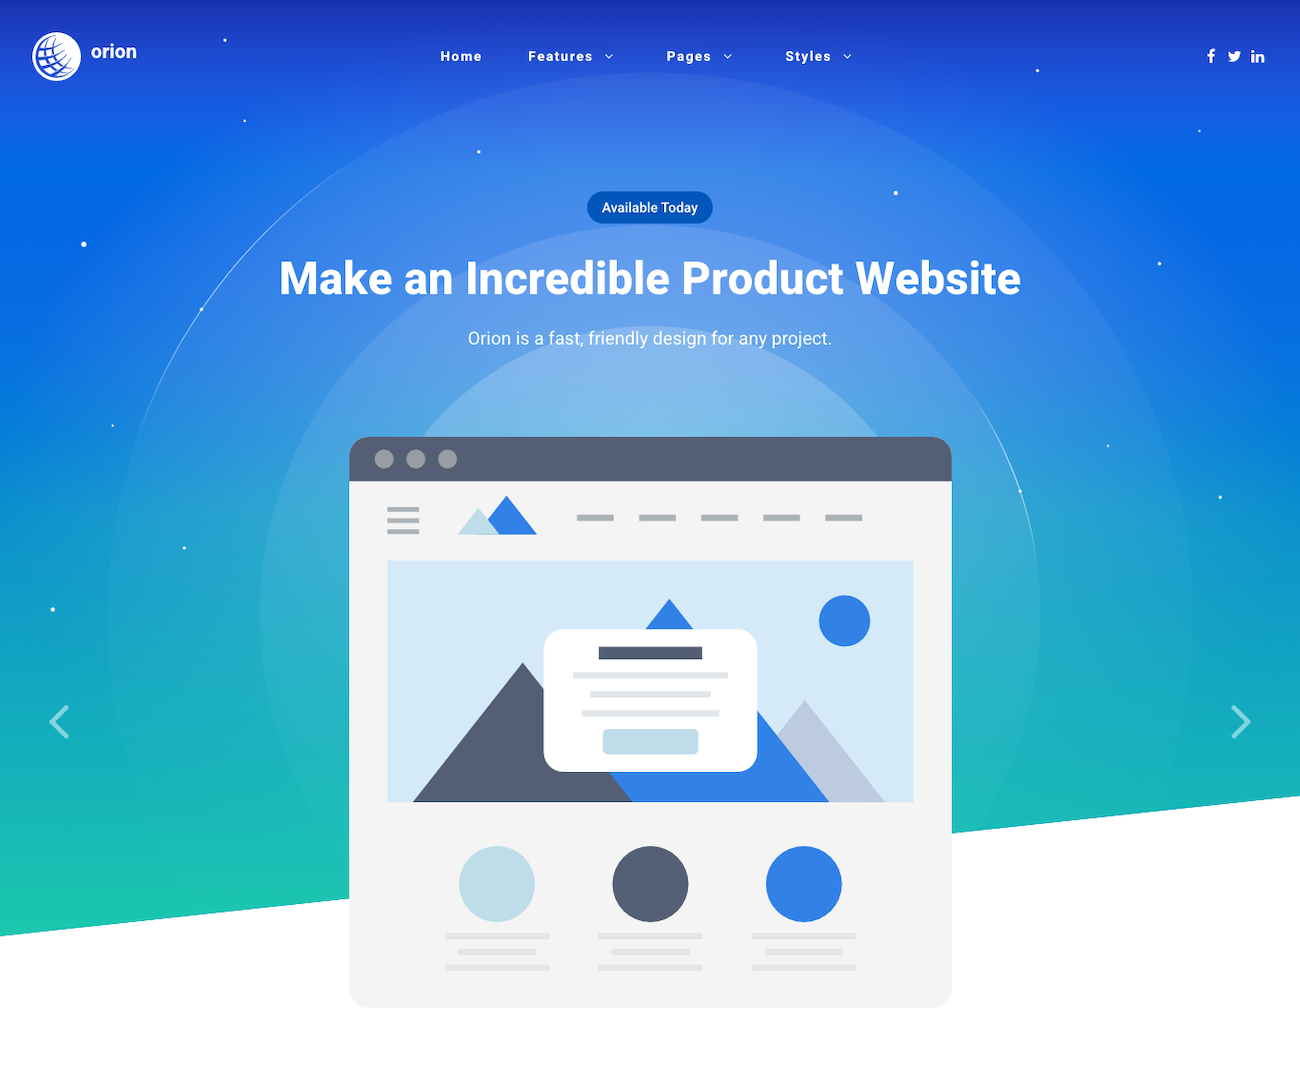 orion
Home Features Pages Styles
Available Today
Make an Incredible Product Website
Orion is a fast, friendly design for any project.